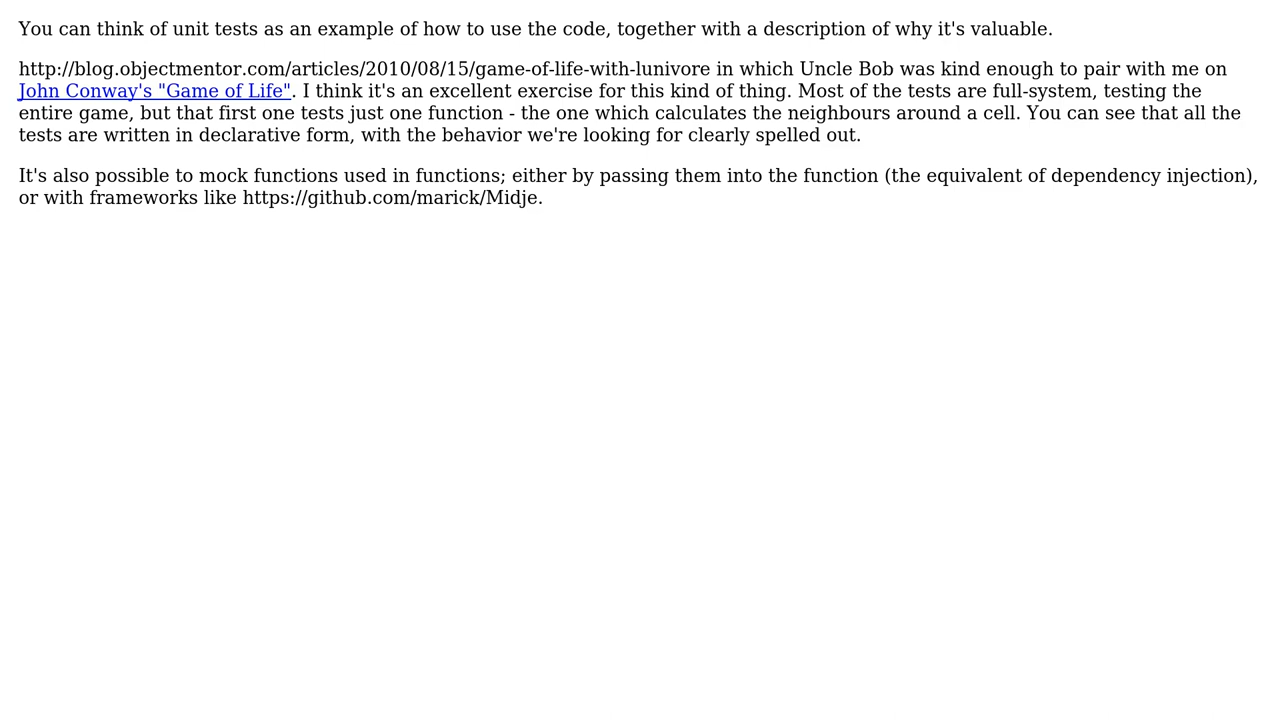 You can think of unit tests as an example of how to use the code, together with a description of why it's valuable.
http://blog.objectmentor.com/articles/2010/08/15/game-of-life-with-lunivore in which Uncle Bob was kind enough to pair with me on
John Conway's "Game of Life". I think it's an excellent exercise for this kind of thing. Most of the tests are full-system, testing the
entire game, but that first one tests just one function - the one which calculates the neighbours around a cell. You can see that all the
tests are written in declarative form, with the behavior we're looking for clearly spelled out.
It's also possible to mock functions used in functions; either by passing them into the function (the equivalent of dependency injection),
or with frameworks like https://github.com/marick/Midje.